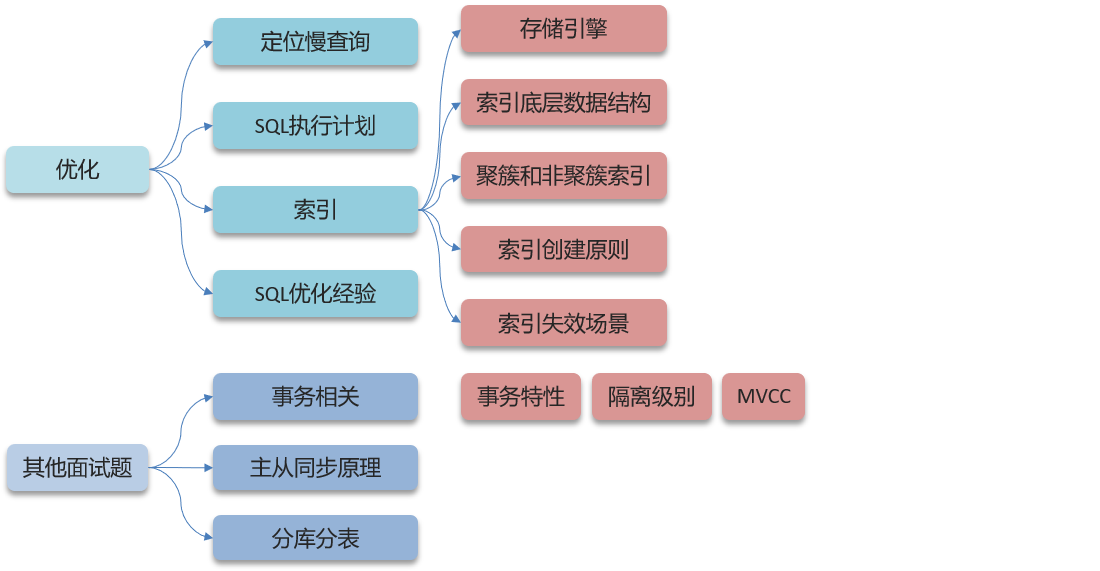 优化
定位慢查询
SQL执行计划
索引
SQL优化经验
存储引擎
索引底层数据结构
聚簇和非聚簇索引
索引创建原则
索引失效场景
其他面试题
事务相关
主从同步原理
分库分表
事务特性
隔离级别
MVCC